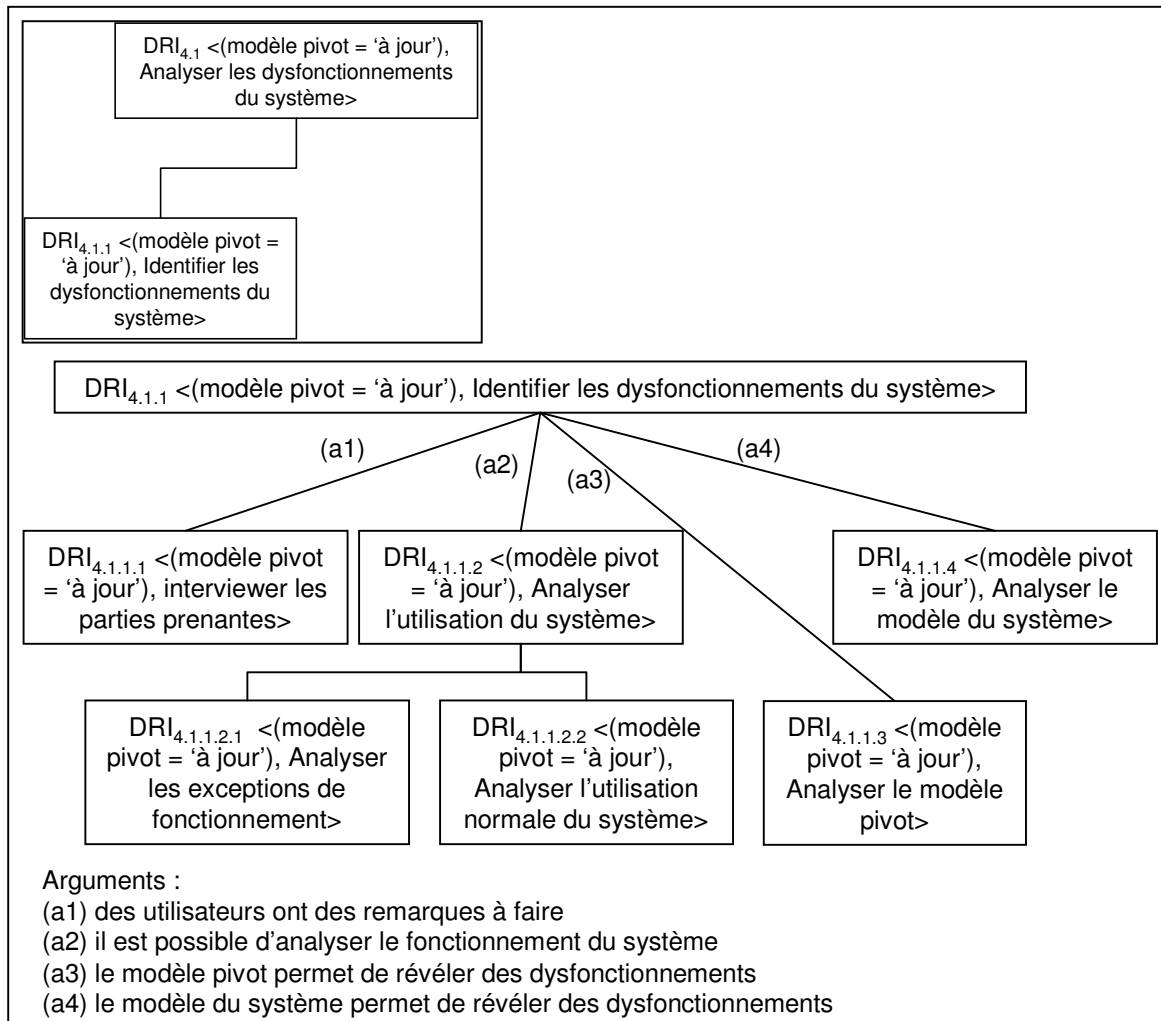 DRI4.1 <(modèle pivot = ‘à jour’),
Analyser les dysfonctionnements
du système>
DRI4.1.1 <(modèle pivot =
‘à jour’), Identifier les
dysfonctionnements du
système>
DRI4.1.1 <(modèle pivot = ‘à jour’), Identifier les dysfonctionnements du système>
(a1)
(a2)
(a3)
(a4)
DRI4.1.1.1 <(modèle pivot
= ‘à jour’), interviewer les
parties prenantes>
DRI4.1.1.2 <(modèle pivot
= ‘à jour’), Analyser
l’utilisation du système>
DRI4.1.1.4 <(modèle pivot
= ‘à jour’), Analyser le
modèle du système>
DRI4.1.1.2.1 <(modèle
pivot = ‘à jour’), Analyser
les exceptions de
fonctionnement>
DRI4.1.1.2.2 <(modèle
pivot = ‘à jour’),
Analyser l’utilisation
normale du système>
DRI4.1.1.3 <(modèle
pivot = ‘à jour’),
Analyser le modèle
pivot>
Arguments :
(a1) des utilisateurs ont des remarques à faire
(a2) il est possible d’analyser le fonctionnement du système
(a3) le modèle pivot permet de révéler des dysfonctionnements
(a4) le modèle du système permet de révéler des dysfonctionnements